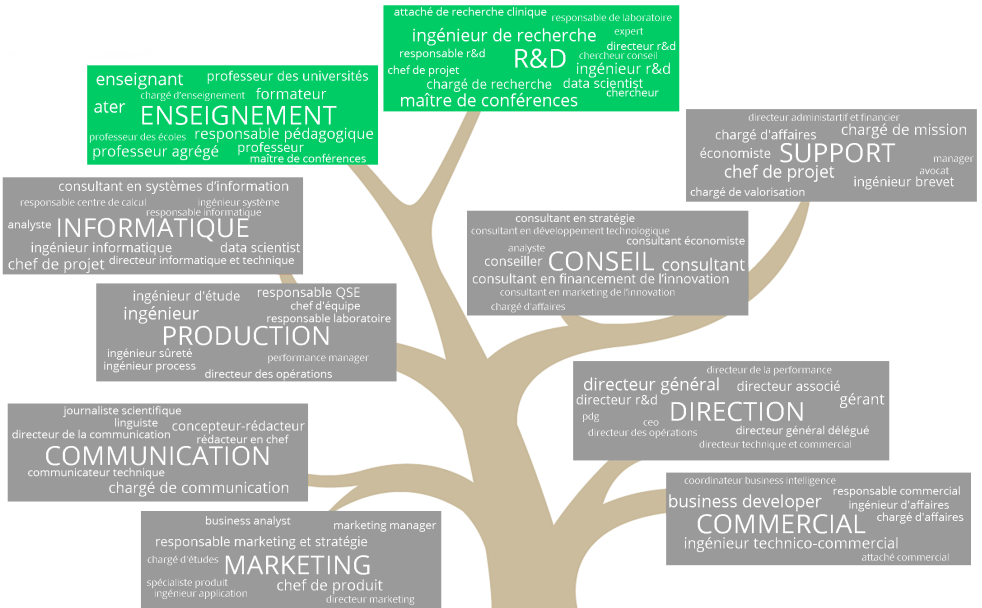 attaché de recherche clinique
responsable de laboratoire
expert
ingénieur de recherche
directeur r&d
responsable r&d
R&D
chercheur conseil
chef de projet
ingénieur r&d
chargé de recherche
data scientist
chercheur
maître de conférences
enseignant
professeur des universités
chargé d'enseignement
formateur
ater
ENSEIGNEMENT
professeur des écoles
responsable pédagogique
professeur agrégé
professeur
maître de conférences
directeur administartif et financier
chargé d'affaires
chargé de mission
économiste
SUPPORT
manager
chef de projet
avocat
ingénieur brevet
chargé de valorisation
consultant en systèmes d'information
responsable centre de calcul
ingénieur système
responsable informatique
analyste
INFORMATIQUE
ingénieur informatique
data scientist
chef de projet
directeur informatique et technique
consultant en stratégie
consultant en développement technologique
consultant économiste
analyste
conseiller
CONSEIL
consultant
consultant en financement de l'innovation
consultant en marketing de l'innovation
chargé d'affaires
ingénieur d'étude
responsable QSE
chef d'équipe
ingénieur
responsable laboratoire
PRODUCTION
ingénieur sûreté
performance manager
ingénieur process
directeur des opérations
directeur de la performance
directeur général
directeur associé
directeur r&d
gérant
DIRECTION
pdg
ceo
directeur des opérations
directeur général délégué
directeur technique et commercial
journaliste scientifique
linguiste
concepteur-rédacteur
directeur de la communication
rédacteur en chef
COMMUNICATION
communicateur technique
chargé de communication
coordinateur business intelligence
responsable commercial
business developer
ingénieur d'affaires
chargé d'affaires
COMMERCIAL
ingénieur technico-commercial
attaché commercial
business analyst
marketing manager
responsable marketing et stratégie
chargé d'études
MARKETING
spécialiste produit
chef de produit
ingénieur application
directeur marketing